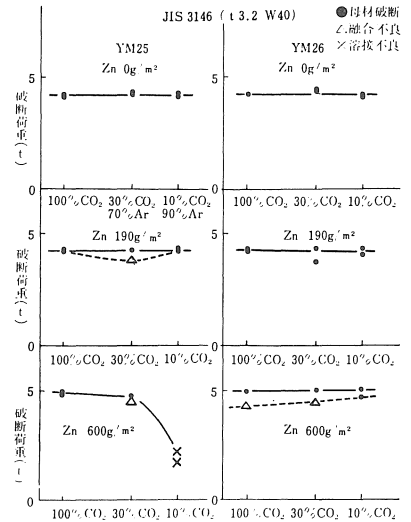 JIS 3146 ( t 3.2 W40)
●母材破断
△融合不良
×溶接不良
YM25
YM26
Zn 0g/m²
Zn 0g/m²
破断荷重(t)
5
5
0
0
100%CO₂ 30%CO₂ 10%CO₂
70%Ar 90%Ar
100%CO₂ 30%CO₂ 10%CO₂
Zn 190g/m²
Zn 190g/m²
破断荷重(t)
5
5
0
0
100%CO₂ 30%CO₂ 10%CO₂
100%CO₂ 30%CO₂ 10%CO₂
Zn 600g/m²
Zn 600g/m²
破断荷重(t)
5
5
0
0
100%CO₂ 30%CO₂ 10%CO₂
100%CO₂ 30%CO₂ 10%CO₂